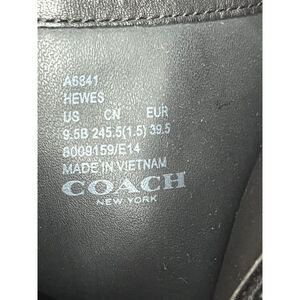 A6841
HEWES
US CN EUR
9.5B 245.5(1.5) 39.5
8009159/E14
MADE IN VIETNAM
COACH
NEW YORK